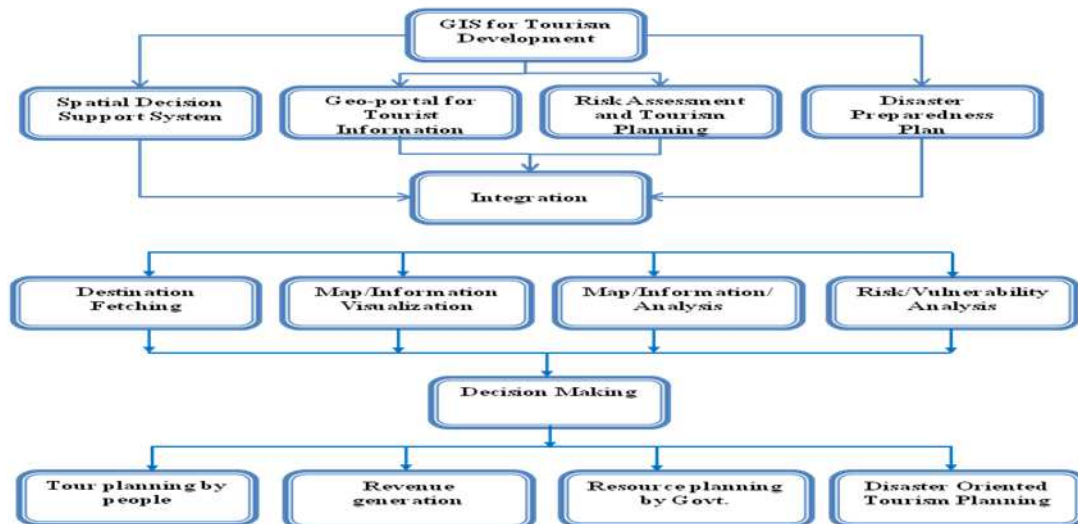 GIS for Tourism
Development
Spatial Decision
Support System
Geo-portal for
Tourist
Information
Risk Assessment
and Tourism
Planning
Disaster
Preparedness
Plan
Integration
Destination
Fetching
Map/Information
Visualization
Map/Information/
Analysis
Risk/Vulnerability
Analysis
Decision Making
Tour planning by
people
Revenue
generation
Resource planning
by Govt.
Disaster Oriented
Tourism Planning